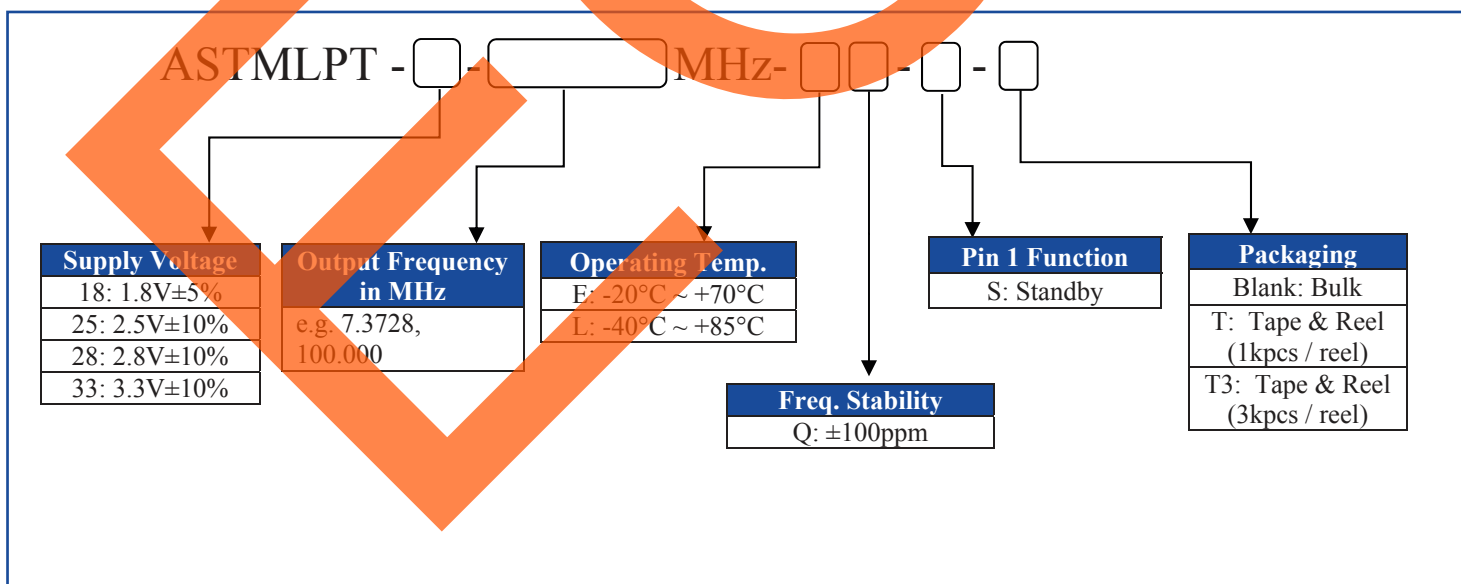 ASTMLPT - - MHz- - -
Supply Voltage
18: 1.8V±5%
25: 2.5V±10%
28: 2.8V±10%
33: 3.3V±10%
Output Frequency
in MHz
e.g. 7.3728,
100.000
Operating Temp.
E: -20°C ~ +70°C
L: -40°C ~ +85°C
Freq. Stability
Q: ±100ppm
Pin 1 Function
S: Standby
Packaging
Blank: Bulk
T: Tape & Reel
(1kpcs / reel)
T3: Tape & Reel
(3kpcs / reel)